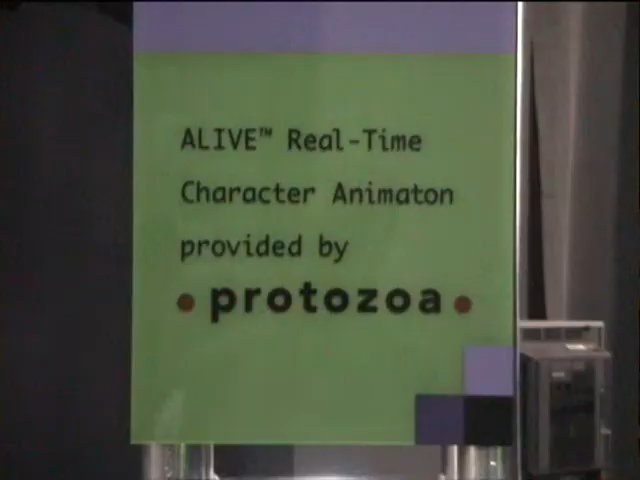 ALIVE™ Real-Time
Character Animaton
provided by
protozoa